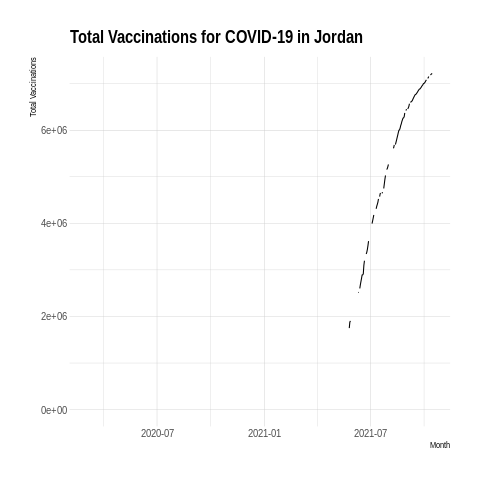 Total Vaccinations for COVID-19 in Jordan
Total Vaccinations
6e+06
4e+06
2e+06
0e+00
2020-07 2021-01 2021-07
Month